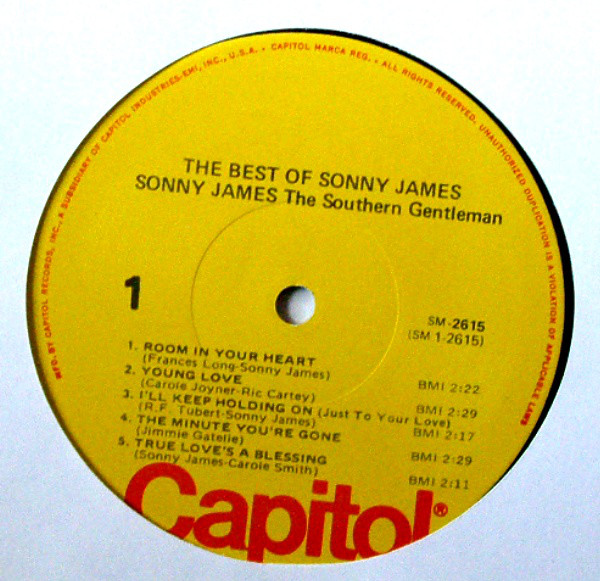 MFG. BY CAPITOL RECORDS, INC., A SUBSIDIARY OF CAPITOL INDUSTRIES-EMI, INC., U.S.A. • CAPITOL MARCA REG. • ALL RIGHTS RESERVED. UNAUTHORIZED DUPLICATION IS A VIOLATION OF APPLICABLE LAWS
THE BEST OF SONNY JAMES
SONNY JAMES The Southern Gentleman
1
SM-2615
(SM 1-2615)
1. ROOM IN YOUR HEART
(Frances Long-Sonny James) BMI 2:22
2. YOUNG LOVE
(Carole Joyner-Ric Cartey) BMI 2:29
3. I'LL KEEP HOLDING ON (Just To Your Love)
(R.F. Tubert-Sonny James) BMI 2:17
4. THE MINUTE YOU'RE GONE
(Jimmie Gatelie) BMI 2:29
5. TRUE LOVE'S A BLESSING
(Sonny James-Carole Smith) BMI 2:11
Capitol®